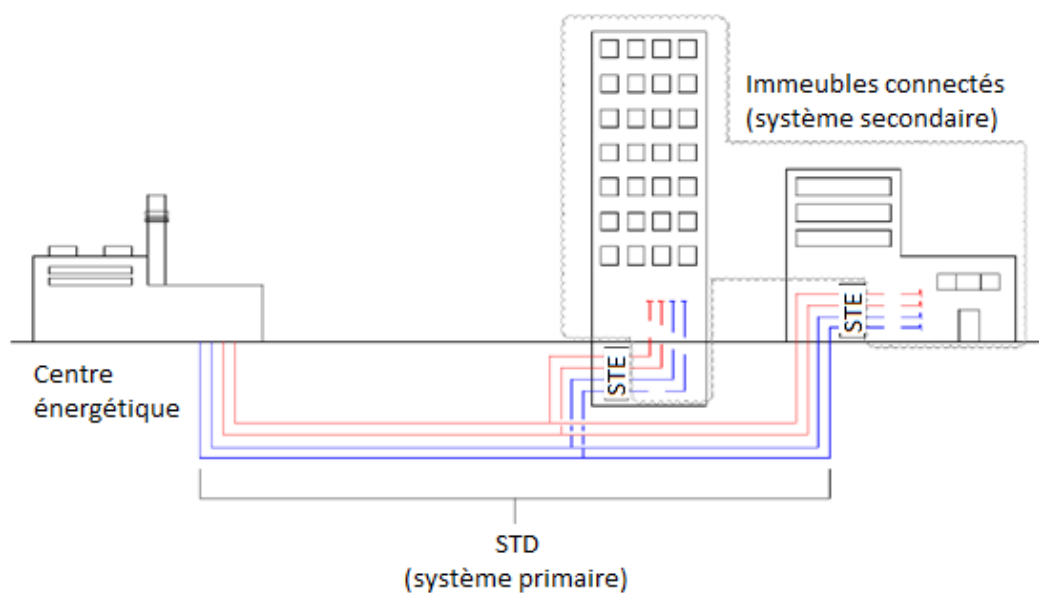 Immeubles connectés
(système secondaire)
STE
STE
Centre
énergétique
STD
(système primaire)